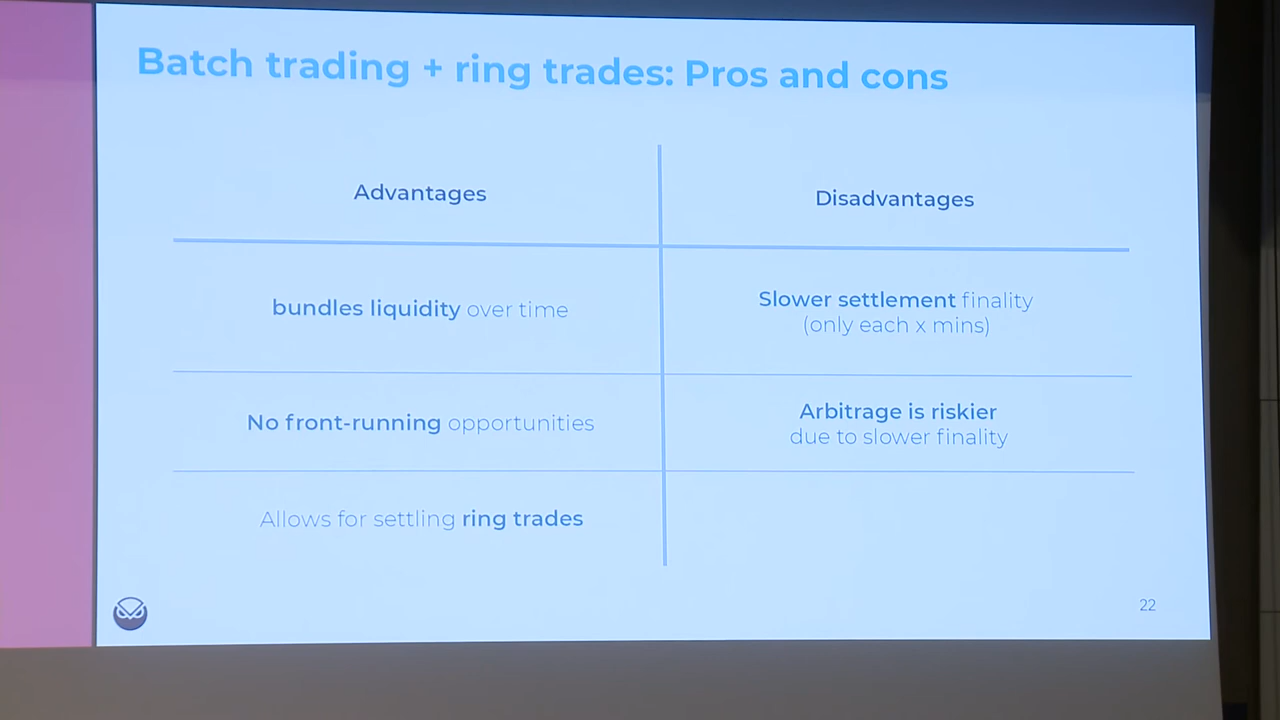 Batch trading + ring trades: Pros and cons
Advantages
Disadvantages
bundles liquidity over time
Slower settlement finality
(only each x mins)
No front-running opportunities
Arbitrage is riskier
due to slower finality
Allows for settling ring trades
22